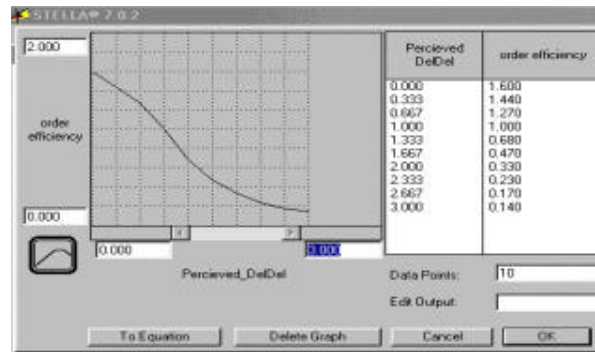 STELLA® 7.0.2
2.000
order
efficiency
0.000
0.000
3.000
Percieved_DelDel
Percieved
DelDel
order efficiency
0.000 1.600
0.333 1.440
0.667 1.270
1.000 1.000
1.333 0.680
1.667 0.470
2.000 0.330
2.333 0.230
2.667 0.170
3.000 0.140
Data Points: 10
Edit Output:
To Equation
Delete Graph
Cancel
OK